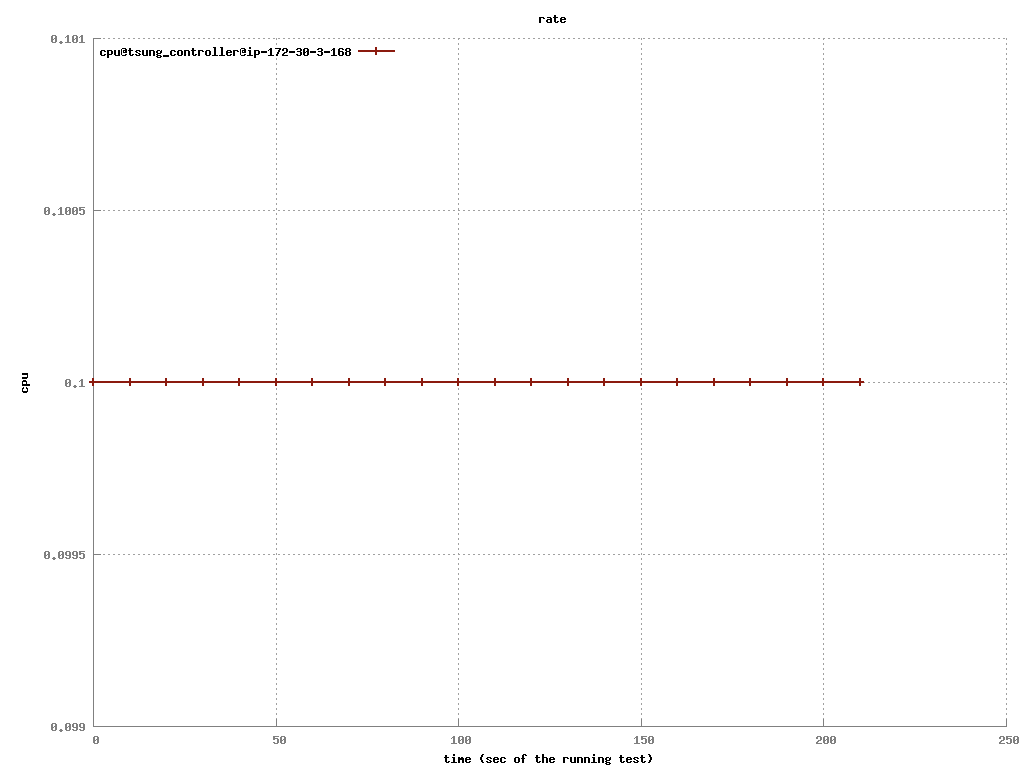 rate
0.101
cpu@tsung_controller@ip-172-30-3-168
0.1005
cpu
0.1
0.0995
0.099
0 50 100 150 200 250
time (sec of the running test)